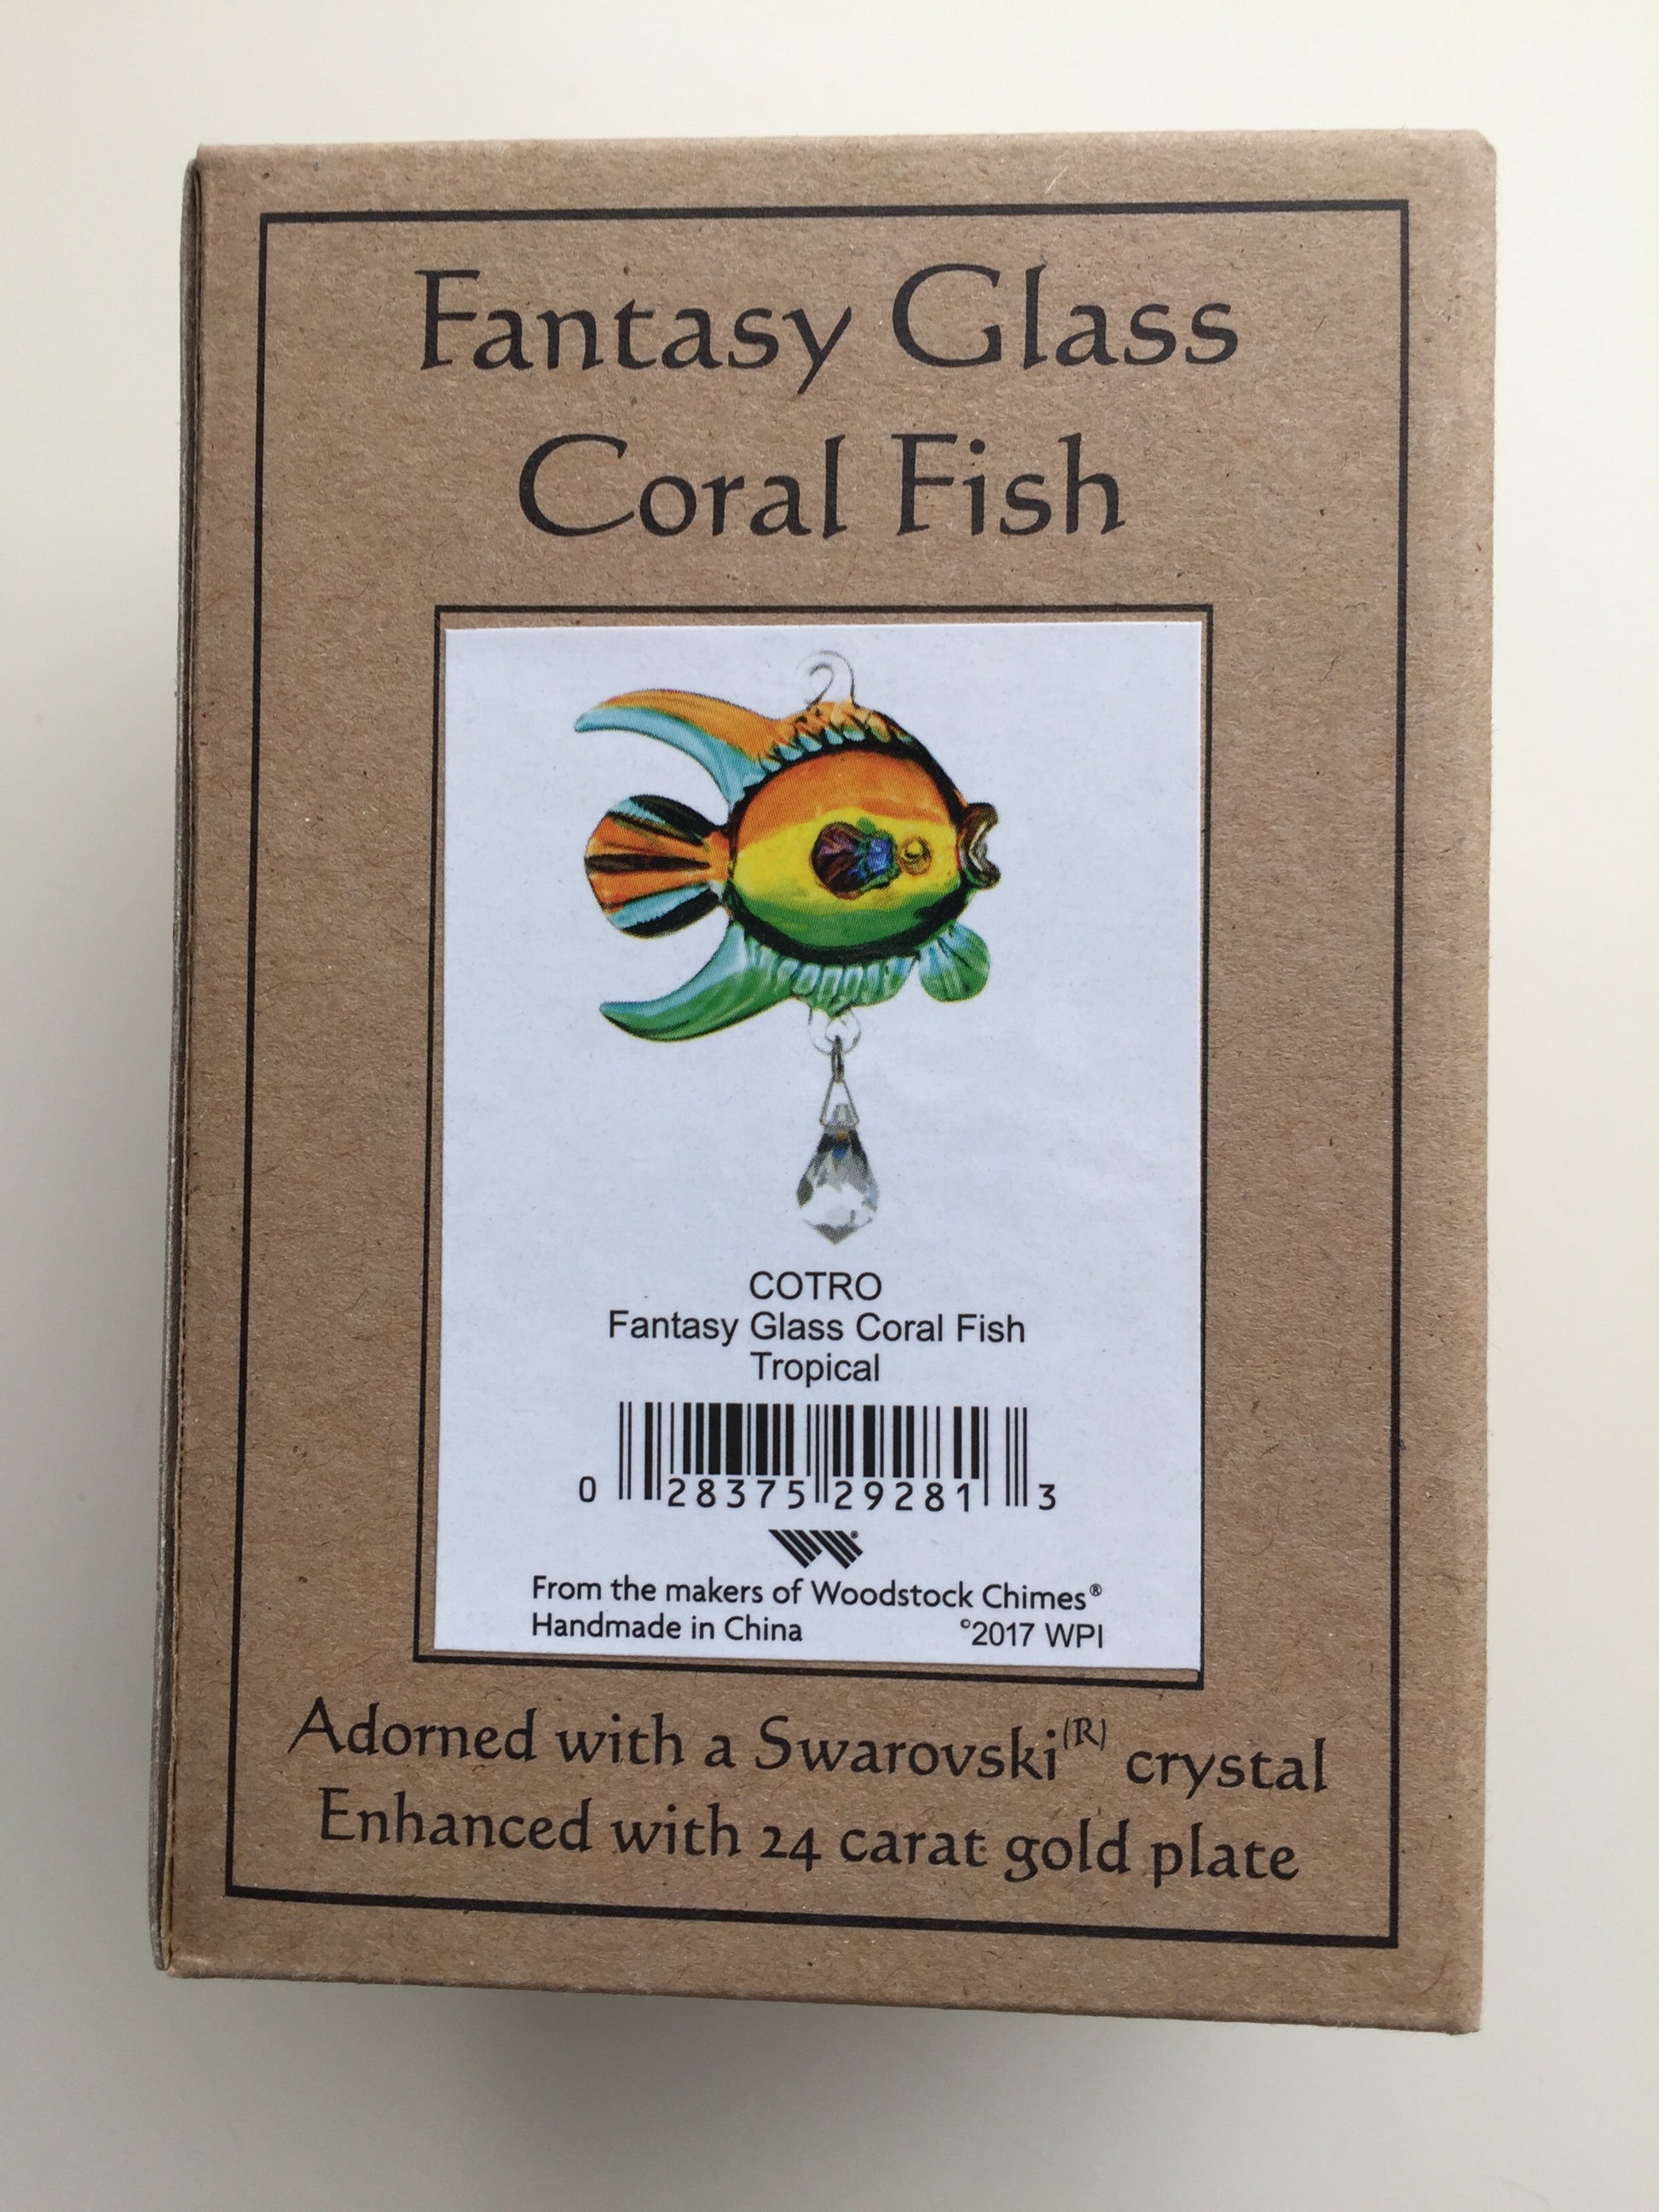 Fantasy Glass
Coral Fish
COTRO
Fantasy Glass Coral Fish
Tropical
0 28375 29281 3
From the makers of Woodstock Chimes®
Handmade in China ©2017 WPI
Adorned with a Swarovski(R) crystal
Enhanced with 24 carat gold plate